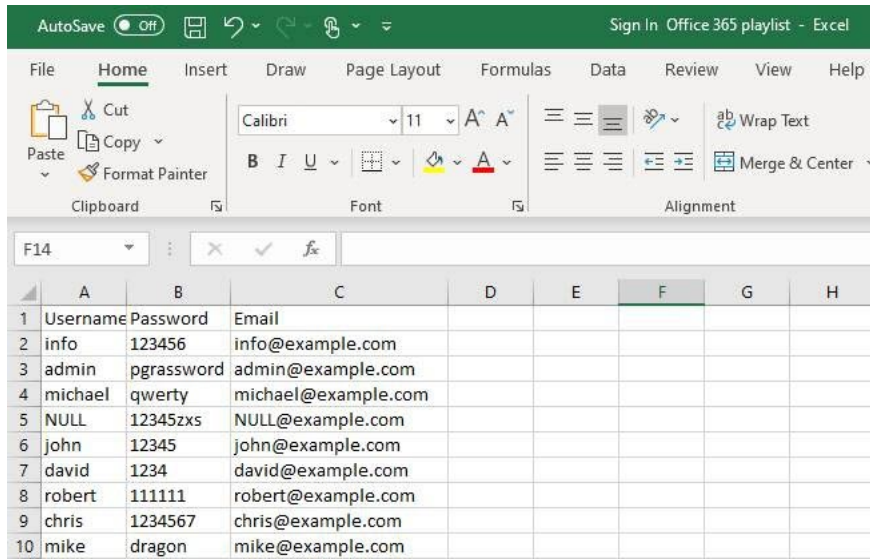 AutoSave Off Sign In Office 365 playlist - Excel
File Home Insert Draw Page Layout Formulas Data Review View Help
Paste Cut Calibri 11 A A ab Wrap Text
Copy
Format Painter B I U A Merge & Center
Clipboard Font Alignment
F14 fx
A B C D E F G H
1 Username Password Email
2 info 123456 info@example.com
3 admin pgrassword admin@example.com
4 michael qwerty michael@example.com
5 NULL 12345zxs NULL@example.com
6 john 12345 john@example.com
7 david 1234 david@example.com
8 robert 111111 robert@example.com
9 chris 1234567 chris@example.com
10 mike dragon mike@example.com